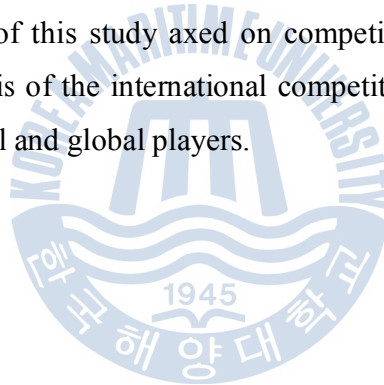 of this study axed on competi
is of the international competit
l and global players.
KOREA MARITIME UNIVERSITY
1945
한국해양대학교